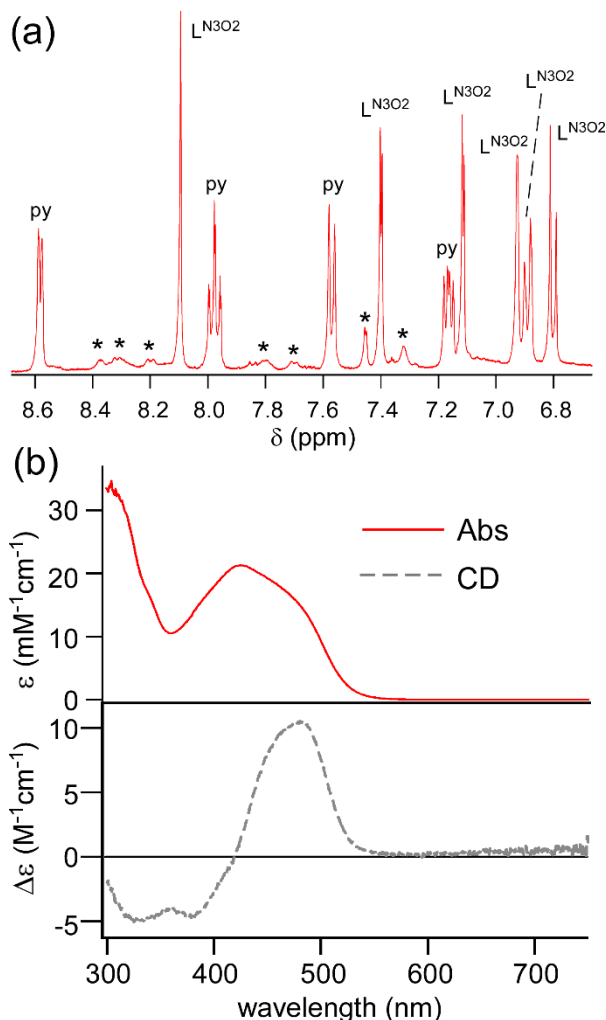 (a)
L^N3O2
L^N3O2
L^N3O2
L^N3O2
L^N3O2
L^N3O2
py
py
py
py
* * * * * * *
8.6 8.4 8.2 8.0 7.8 7.6 7.4 7.2 7.0 6.8
δ (ppm)
(b)
30
20
10
0
ε (mM⁻¹cm⁻¹)
Abs
CD
10
5
0
-5
Δε (M⁻¹cm⁻¹)
300 400 500 600 700
wavelength (nm)